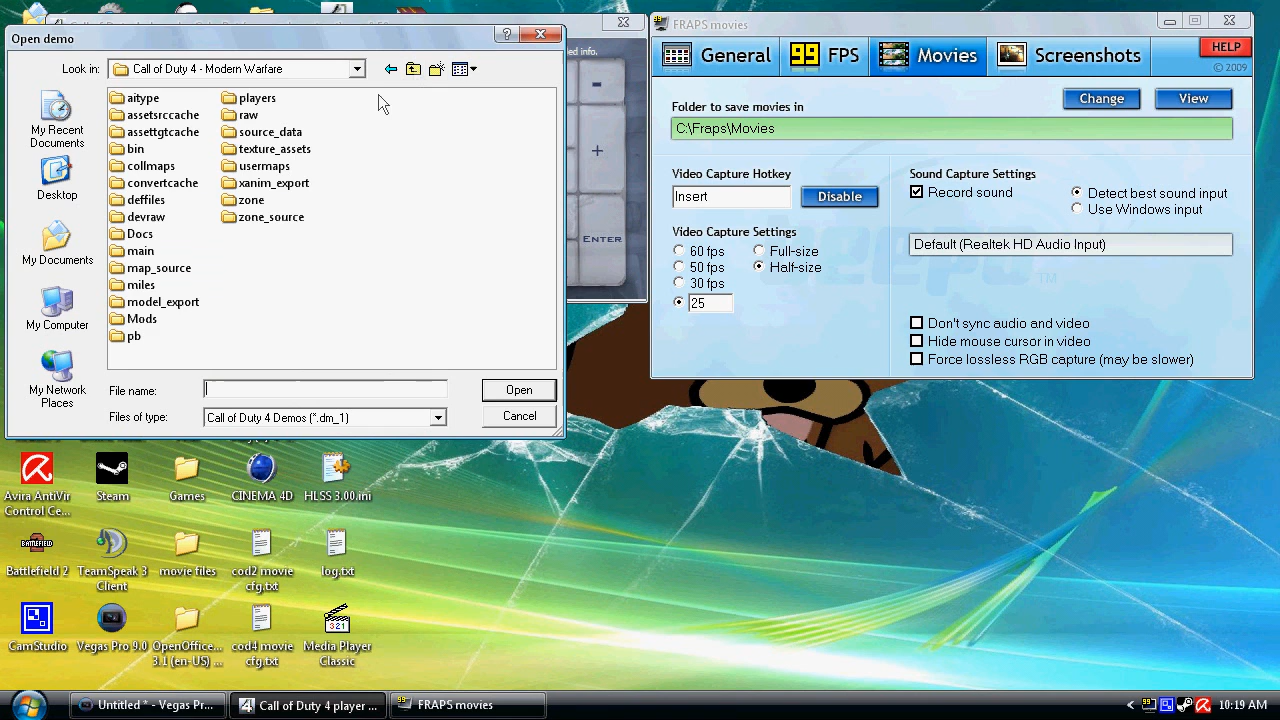 Open demo
Look in:
Call of Duty 4 - Modern Warfare
My Recent
Documents
Desktop
My Documents
My Computer
My Network
Places
aitype
assetsrccache
assettgtcache
bin
collmaps
convertcache
deffiles
devraw
Docs
main
map_source
miles
model_export
Mods
pb
players
raw
source_data
texture_assets
usermaps
xanim_export
zone
zone_source
File name:
Open
Files of type:
Call of Duty 4 Demos (*.dm_1)
Cancel
led info.
-
+
ENTER
FRAPS movies
General
99 FPS
Movies
Screenshots
HELP
© 2009
Folder to save movies in
Change
View
C:\Fraps\Movies
Video Capture Hotkey
Insert
Disable
Video Capture Settings
60 fps
50 fps
30 fps
25
Full-size
Half-size
Sound Capture Settings
Record sound
Detect best sound input
Use Windows input
Default (Realtek HD Audio Input)
Don't sync audio and video
Hide mouse cursor in video
Force lossless RGB capture (may be slower)
Avira AntiVir
Control Ce...
Steam
Games
CINEMA 4D
HLSS 3.00.ini
BATTLEFIELD
Battlefield 2
TeamSpeak 3
Client
movie files
cod2 movie
cfg.txt
log.txt
CamStudio
Vegas Pro 9.0
OpenOffice...
3.1 (en-US) ...
cod4 movie
cfg.txt
321
Media Player
Classic
Untitled * - Vegas Pr...
Call of Duty 4 player ...
FRAPS movies
10:19 AM